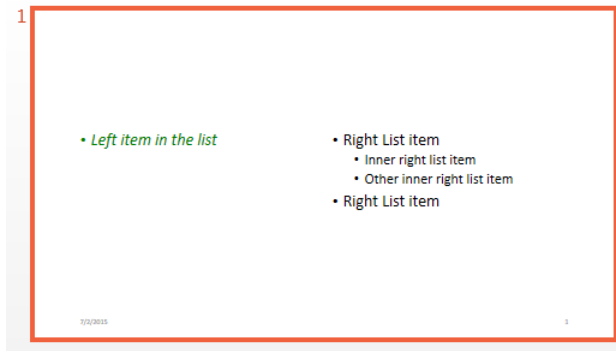 1
• Left item in the list
• Right List item
• Inner right list item
• Other inner right list item
• Right List item
7/2/2015
1